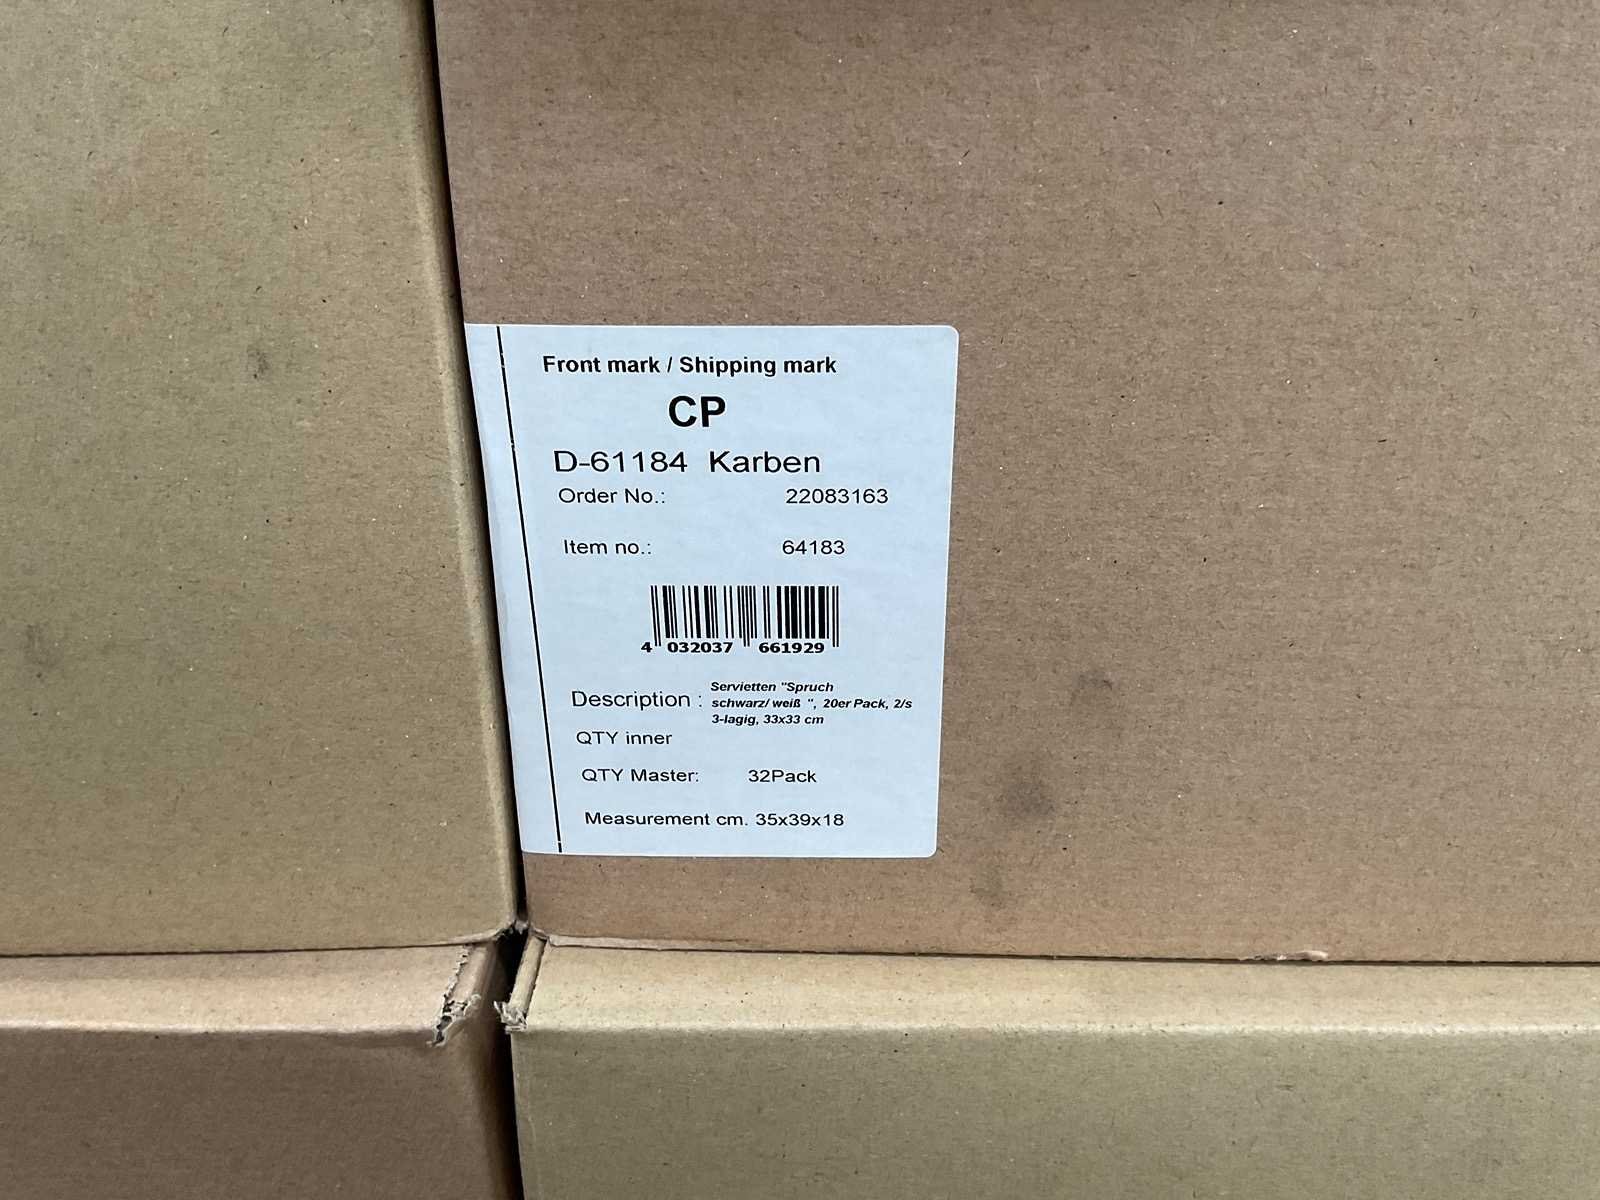 Front mark / Shipping mark
CP
D-61184 Karben
Order No.: 22083163
Item no.: 64183
4 032037 661929
Description : Servietten "Spruch
schwarz/ weiß ", 20er Pack, 2/s
3-lagig, 33x33 cm
QTY inner
QTY Master: 32Pack
Measurement cm. 35x39x18